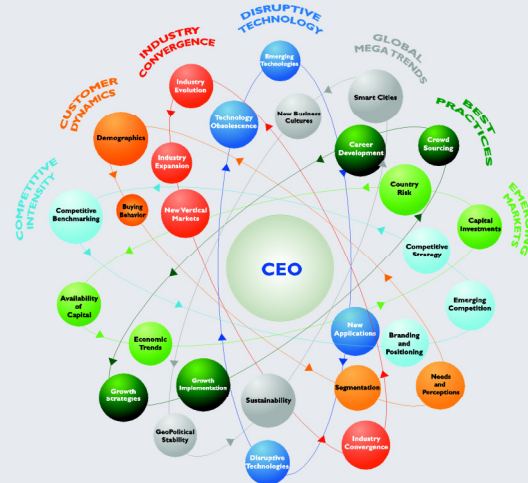 DISRUPTIVE
TECHNOLOGY
INDUSTRY
CONVERGENCE
GLOBAL
MEGA TRENDS
CUSTOMER
DYNAMICS
BEST
PRACTICES
COMPETITIVE
INTENSITY
EMERGING
MARKETS
Emerging
Technologies
Industry
Evolution
Smart Cities
New Business
Cultures
Technology
Obsolescence
Demographics
Career
Development
Crowd
Sourcing
Industry
Expansion
Country
Risk
Competitive
Benchmarking
Buying
Behavior
New Vertical
Markets
Capital
Investments
Competitive
Strategy
CEO
Availability
of
Capital
Emerging
Competition
New
Applications
Economic
Trends
Branding
and
Positioning
Growth
Strategies
Growth
Implementation
Sustainability
Segmentation
Needs
and
Perceptions
GeoPolitical
Stability
Industry
Convergence
Disruptive
Technologies